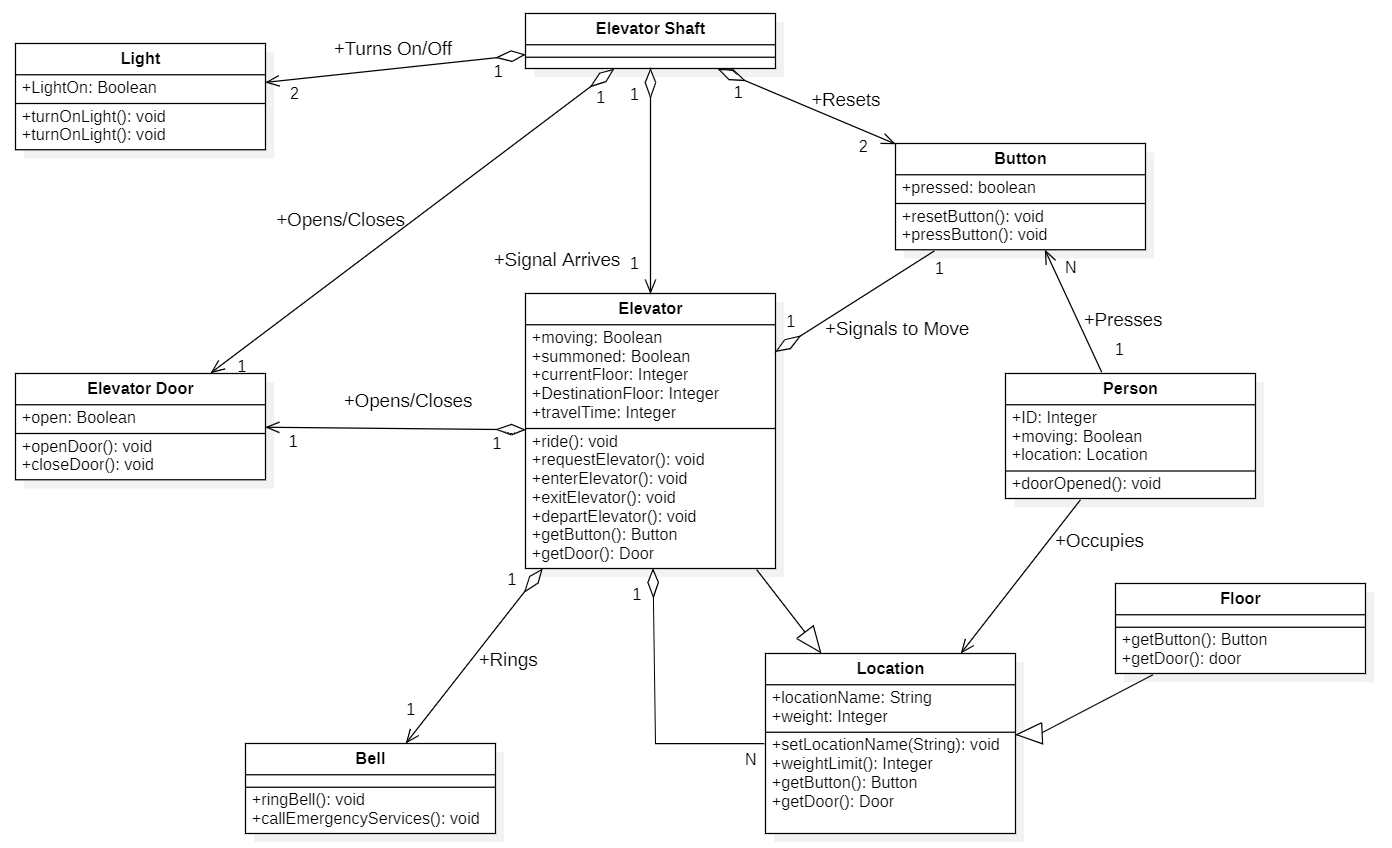 Elevator Shaft
+Turns On/Off
1
2
Light
+LightOn: Boolean
+turnOnLight(): void
+turnOnLight(): void
1
1
1
+Resets
2
Button
+pressed: boolean
+resetButton(): void
+pressButton(): void
+Opens/Closes
+Signal Arrives
1
1
N
Elevator
+moving: Boolean
+summoned: Boolean
+currentFloor: Integer
+DestinationFloor: Integer
+travelTime: Integer
+ride(): void
+requestElevator(): void
+enterElevator(): void
+exitElevator(): void
+departElevator(): void
+getButton(): Button
+getDoor(): Door
1
+Signals to Move
+Presses
1
1
Elevator Door
+open: Boolean
+openDoor(): void
+closeDoor(): void
+Opens/Closes
1
1
Person
+ID: Integer
+moving: Boolean
+location: Location
+doorOpened(): void
+Occupies
1
1
Floor
+getButton(): Button
+getDoor(): door
+Rings
1
N
Location
+locationName: String
+weight: Integer
+setLocationName(String): void
+weightLimit(): Integer
+getButton(): Button
+getDoor(): Door
Bell
+ringBell(): void
+callEmergencyServices(): void